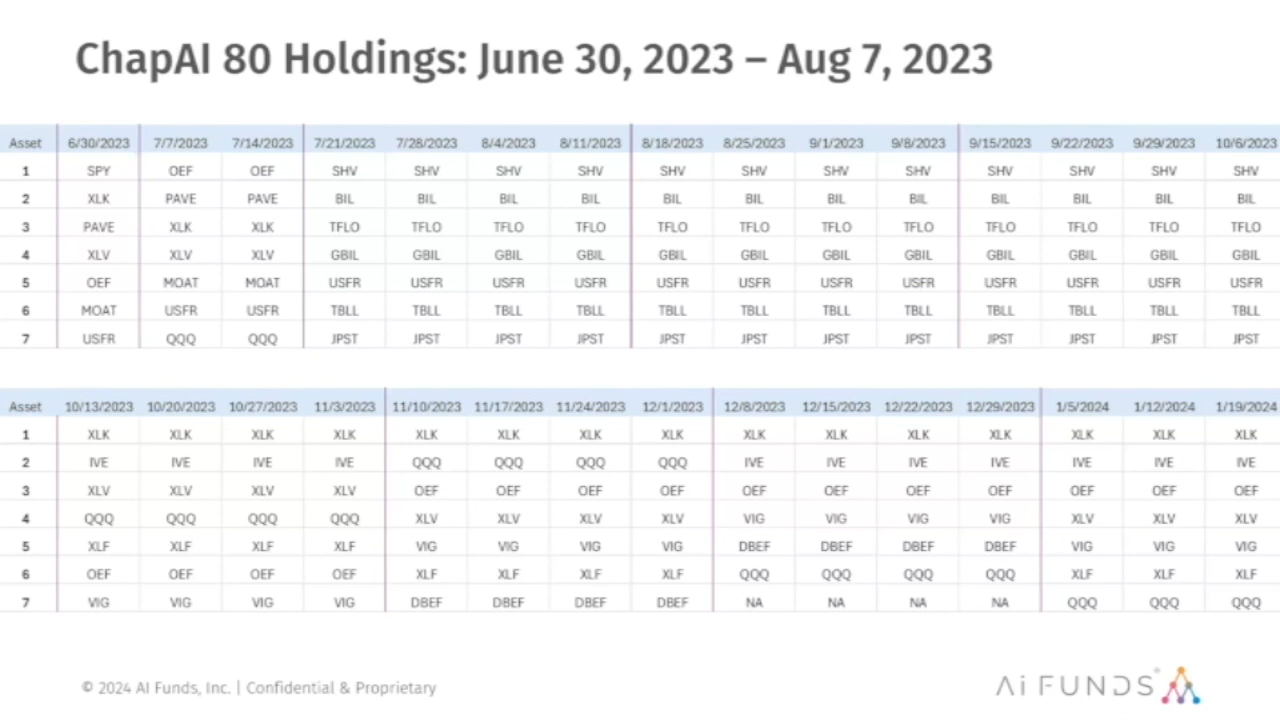 ChapAI 80 Holdings: June 30, 2023 – Aug 7, 2023
Asset 6/30/2023 7/7/2023 7/14/2023 7/21/2023 7/28/2023 8/4/2023 8/11/2023 8/18/2023 8/25/2023 9/1/2023 9/8/2023 9/15/2023 9/22/2023 9/29/2023 10/6/2023
1 SPY OEF OEF SHV SHV SHV SHV SHV SHV SHV SHV SHV SHV SHV SHV
2 XLK PAVE PAVE BIL BIL BIL BIL BIL BIL BIL BIL BIL BIL BIL BIL
3 PAVE XLK XLK TFLO TFLO TFLO TFLO TFLO TFLO TFLO TFLO TFLO TFLO TFLO TFLO
4 XLV XLV XLV GBIL GBIL GBIL GBIL GBIL GBIL GBIL GBIL GBIL GBIL GBIL GBIL
5 OEF MOAT MOAT USFR USFR USFR USFR USFR USFR USFR USFR USFR USFR USFR USFR
6 MOAT USFR USFR TBLL TBLL TBLL TBLL TBLL TBLL TBLL TBLL TBLL TBLL TBLL TBLL
7 USFR QQQ QQQ JPST JPST JPST JPST JPST JPST JPST JPST JPST JPST JPST JPST
Asset 10/13/2023 10/20/2023 10/27/2023 11/3/2023 11/10/2023 11/17/2023 11/24/2023 12/1/2023 12/8/2023 12/15/2023 12/22/2023 12/29/2023 1/5/2024 1/12/2024 1/19/2024
1 XLK XLK XLK XLK XLK XLK XLK XLK XLK XLK XLK XLK XLK XLK XLK
2 IVE IVE IVE IVE QQQ QQQ QQQ QQQ IVE IVE IVE IVE IVE IVE IVE
3 XLV XLV XLV XLV OEF OEF OEF OEF OEF OEF OEF OEF OEF OEF OEF
4 QQQ QQQ QQQ QQQ XLV XLV XLV XLV VIG VIG VIG VIG XLV XLV XLV
5 XLF XLF XLF XLF VIG VIG VIG VIG DBEF DBEF DBEF DBEF VIG VIG VIG
6 OEF OEF OEF OEF XLF XLF XLF XLF QQQ QQQ QQQ QQQ XLF XLF XLF
7 VIG VIG VIG VIG DBEF DBEF DBEF DBEF NA NA NA NA QQQ QQQ QQQ
© 2024 AI Funds, Inc. | Confidential & Proprietary
Ai FUNDS